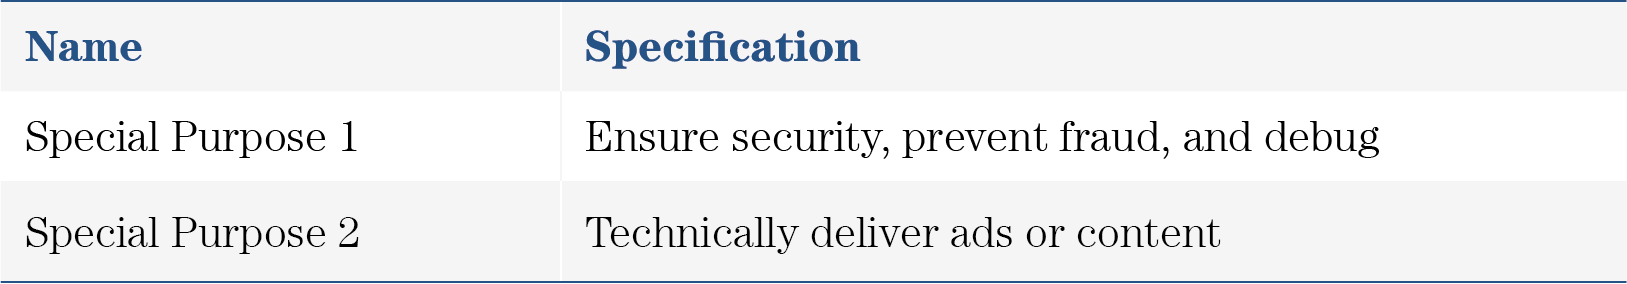 Name Specification
Special Purpose 1 Ensure security, prevent fraud, and debug
Special Purpose 2 Technically deliver ads or content